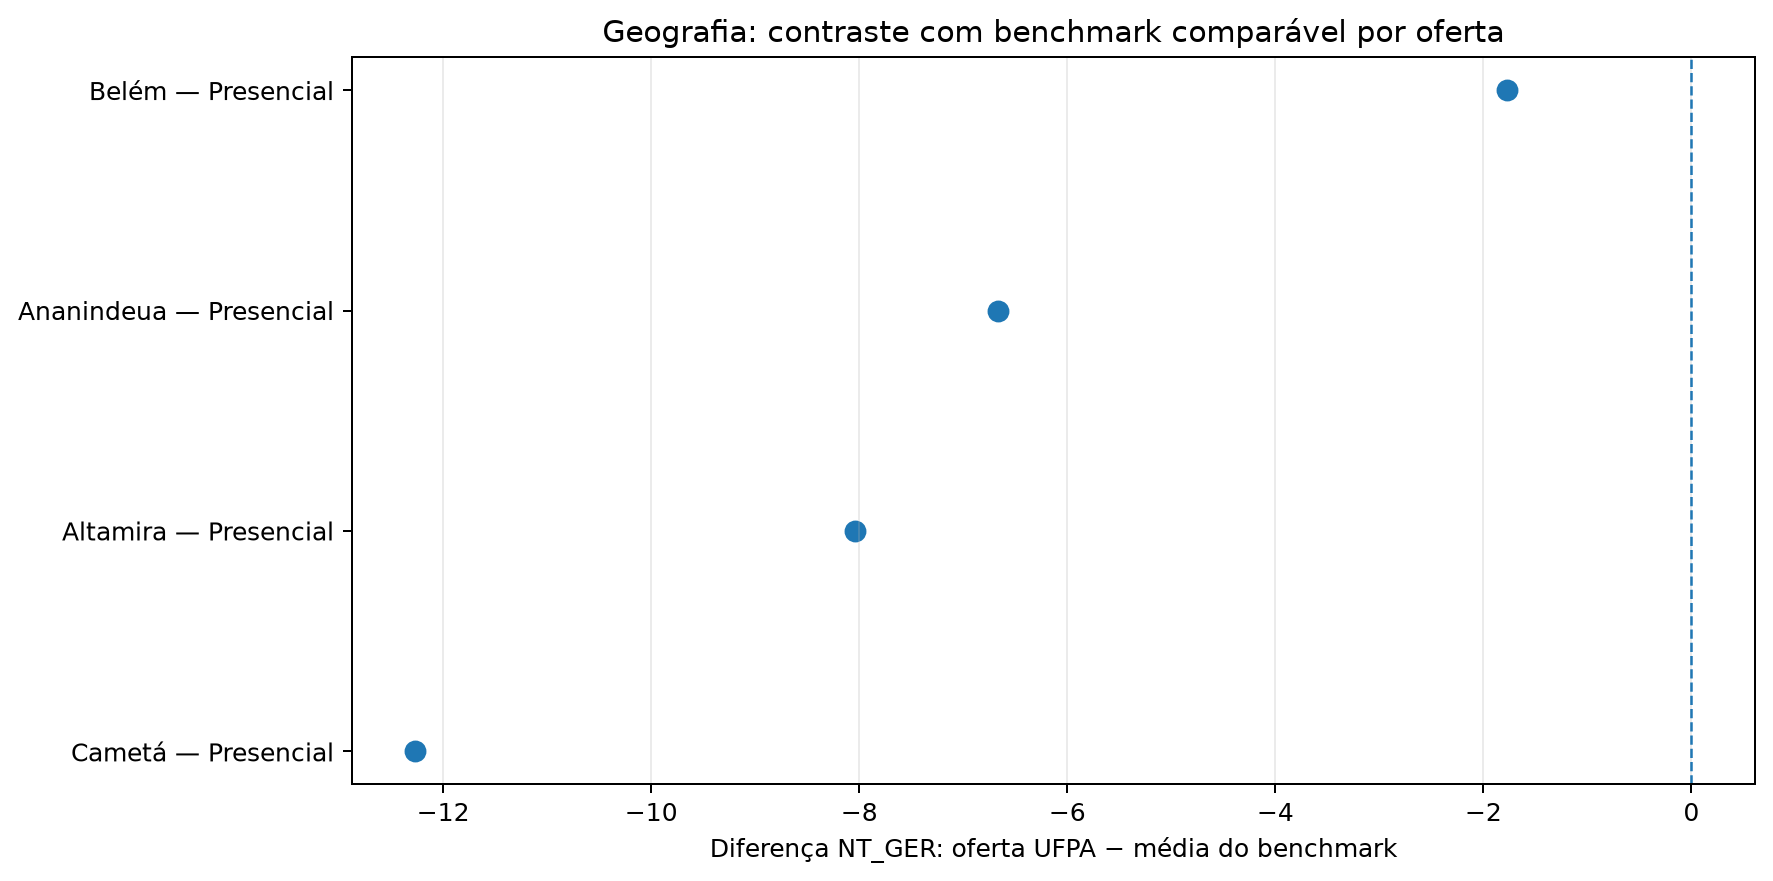 Geografia: contraste com benchmark comparável por oferta
Belém — Presencial
Ananindeua — Presencial
Altamira — Presencial
Cametá — Presencial
−12 −10 −8 −6 −4 −2 0
Diferença NT_GER: oferta UFPA − média do benchmark